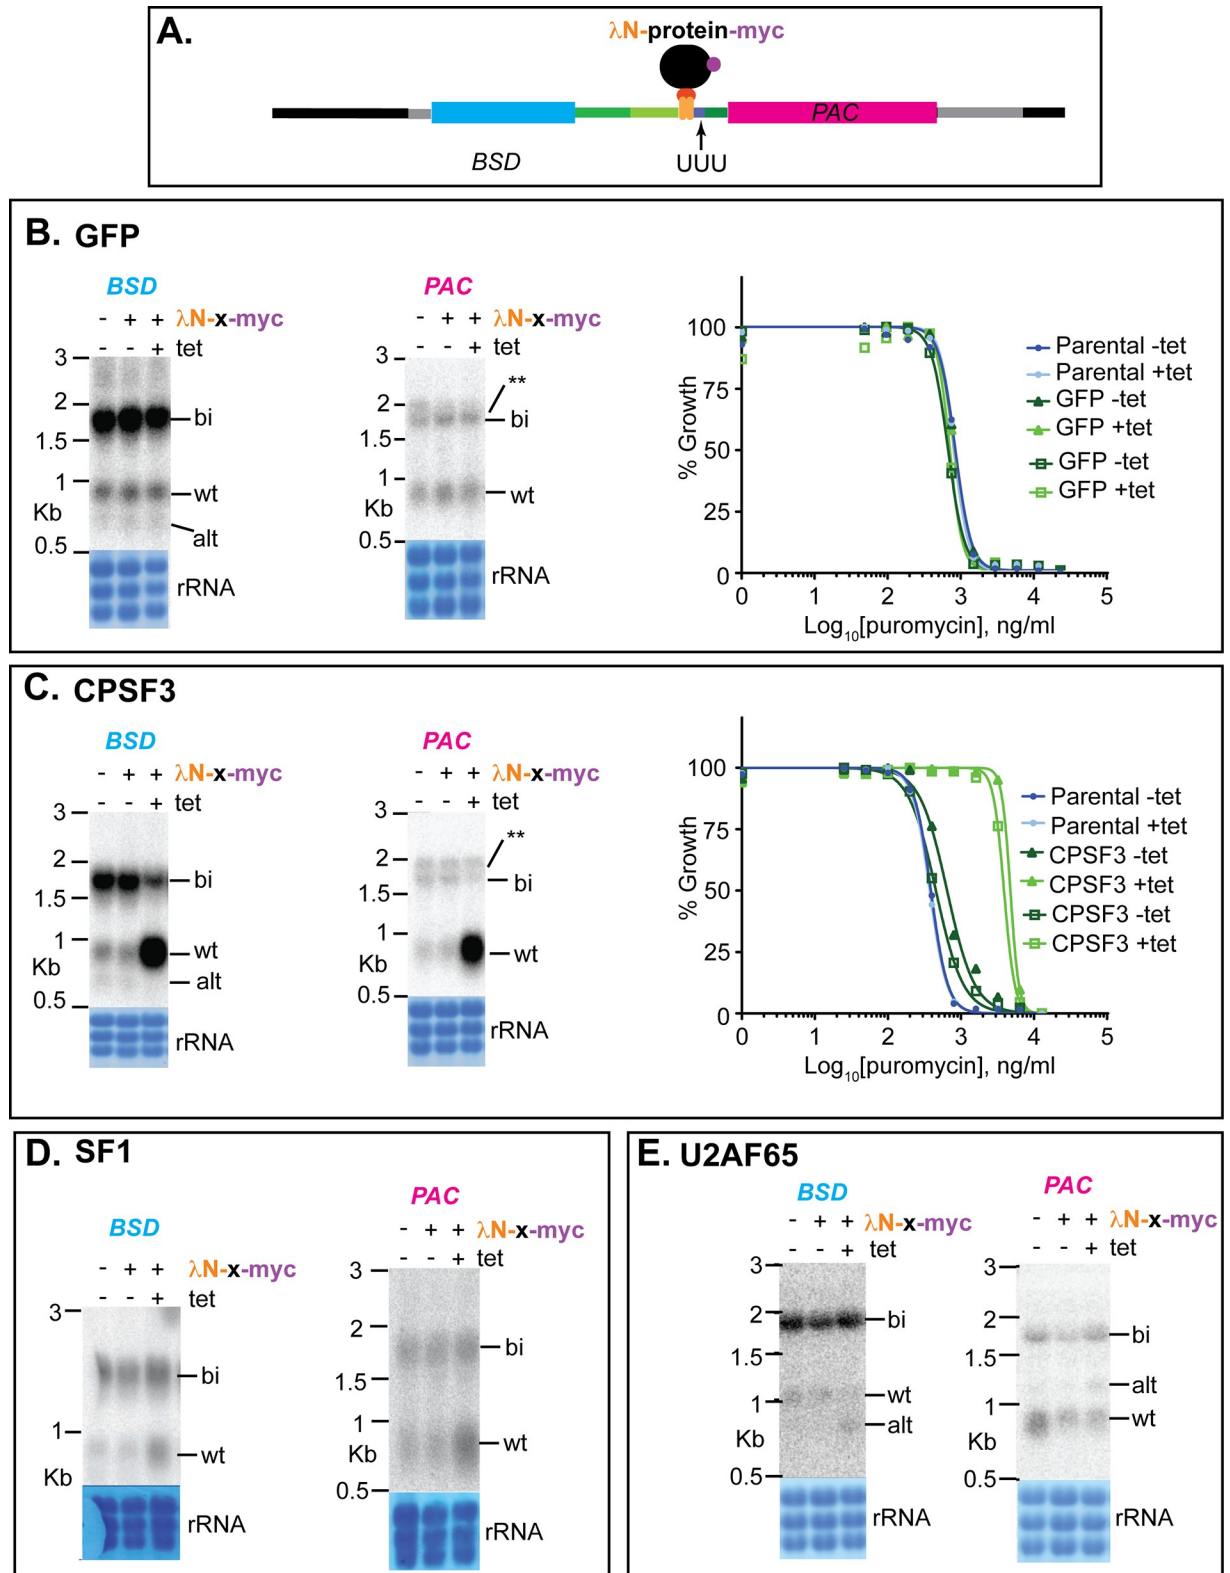 A.
λN-protein-myc
PAC
BSD
UUU
B. GFP
BSD
- + + λN-x-myc
- - + tet
3
2
1.5
1
Kb
0.5
bi
wt
alt
rRNA
PAC
- + + λN-x-myc
- - + tet
3
2
1.5
1
Kb
0.5
**
bi
wt
rRNA
% Growth
100
75
50
25
0
0 1 2 3 4 5
Log10[puromycin], ng/ml
Parental -tet
Parental +tet
GFP -tet
GFP +tet
GFP -tet
GFP +tet
C. CPSF3
BSD
- + + λN-x-myc
- - + tet
3
2
1.5
1
Kb
0.5
bi
wt
alt
rRNA
PAC
- + + λN-x-myc
- - + tet
3
2
1.5
1
Kb
0.5
**
bi
wt
rRNA
% Growth
100
75
50
25
0
0 1 2 3 4 5
Log10[puromycin], ng/ml
Parental -tet
Parental +tet
CPSF3 -tet
CPSF3 +tet
CPSF3 -tet
CPSF3 +tet
D. SF1
BSD
- + + λN-x-myc
- - + tet
3
1
Kb
bi
wt
rRNA
PAC
- + + λN-x-myc
- - + tet
3
2
1.5
1
Kb
0.5
bi
wt
rRNA
E. U2AF65
BSD
- + + λN-x-myc
- - + tet
3
2
1.5
1
Kb
0.5
bi
wt
alt
rRNA
PAC
- + + λN-x-myc
- - + tet
3
2
1.5
1
Kb
0.5
bi
alt
wt
rRNA